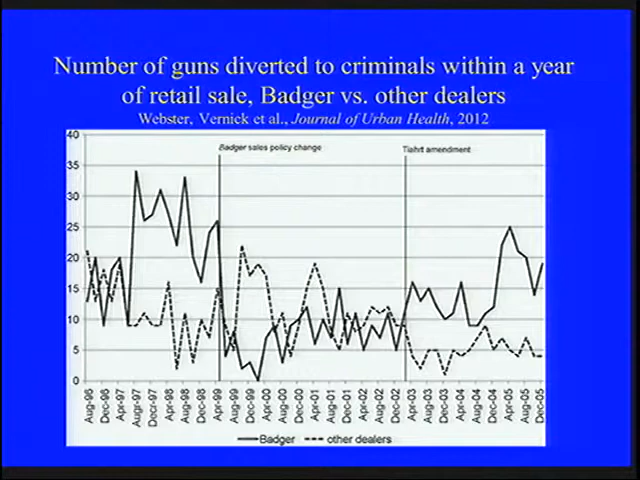 Number of guns diverted to criminals within a year
of retail sale, Badger vs. other dealers
Webster, Vernick et al., Journal of Urban Health, 2012
40
35
30
25
20
15
10
5
0
Badger sales policy change
Tiahrt amendment
Aug-96
Dec-96
Apr-97
Aug-97
Dec-97
Apr-98
Aug-98
Dec-98
Apr-99
Aug-99
Dec-99
Apr-00
Aug-00
Dec-00
Apr-01
Aug-01
Dec-01
Apr-02
Aug-02
Dec-02
Apr-03
Aug-03
Dec-03
Apr-04
Aug-04
Dec-04
Apr-05
Aug-05
Dec-05
Badger
other dealers